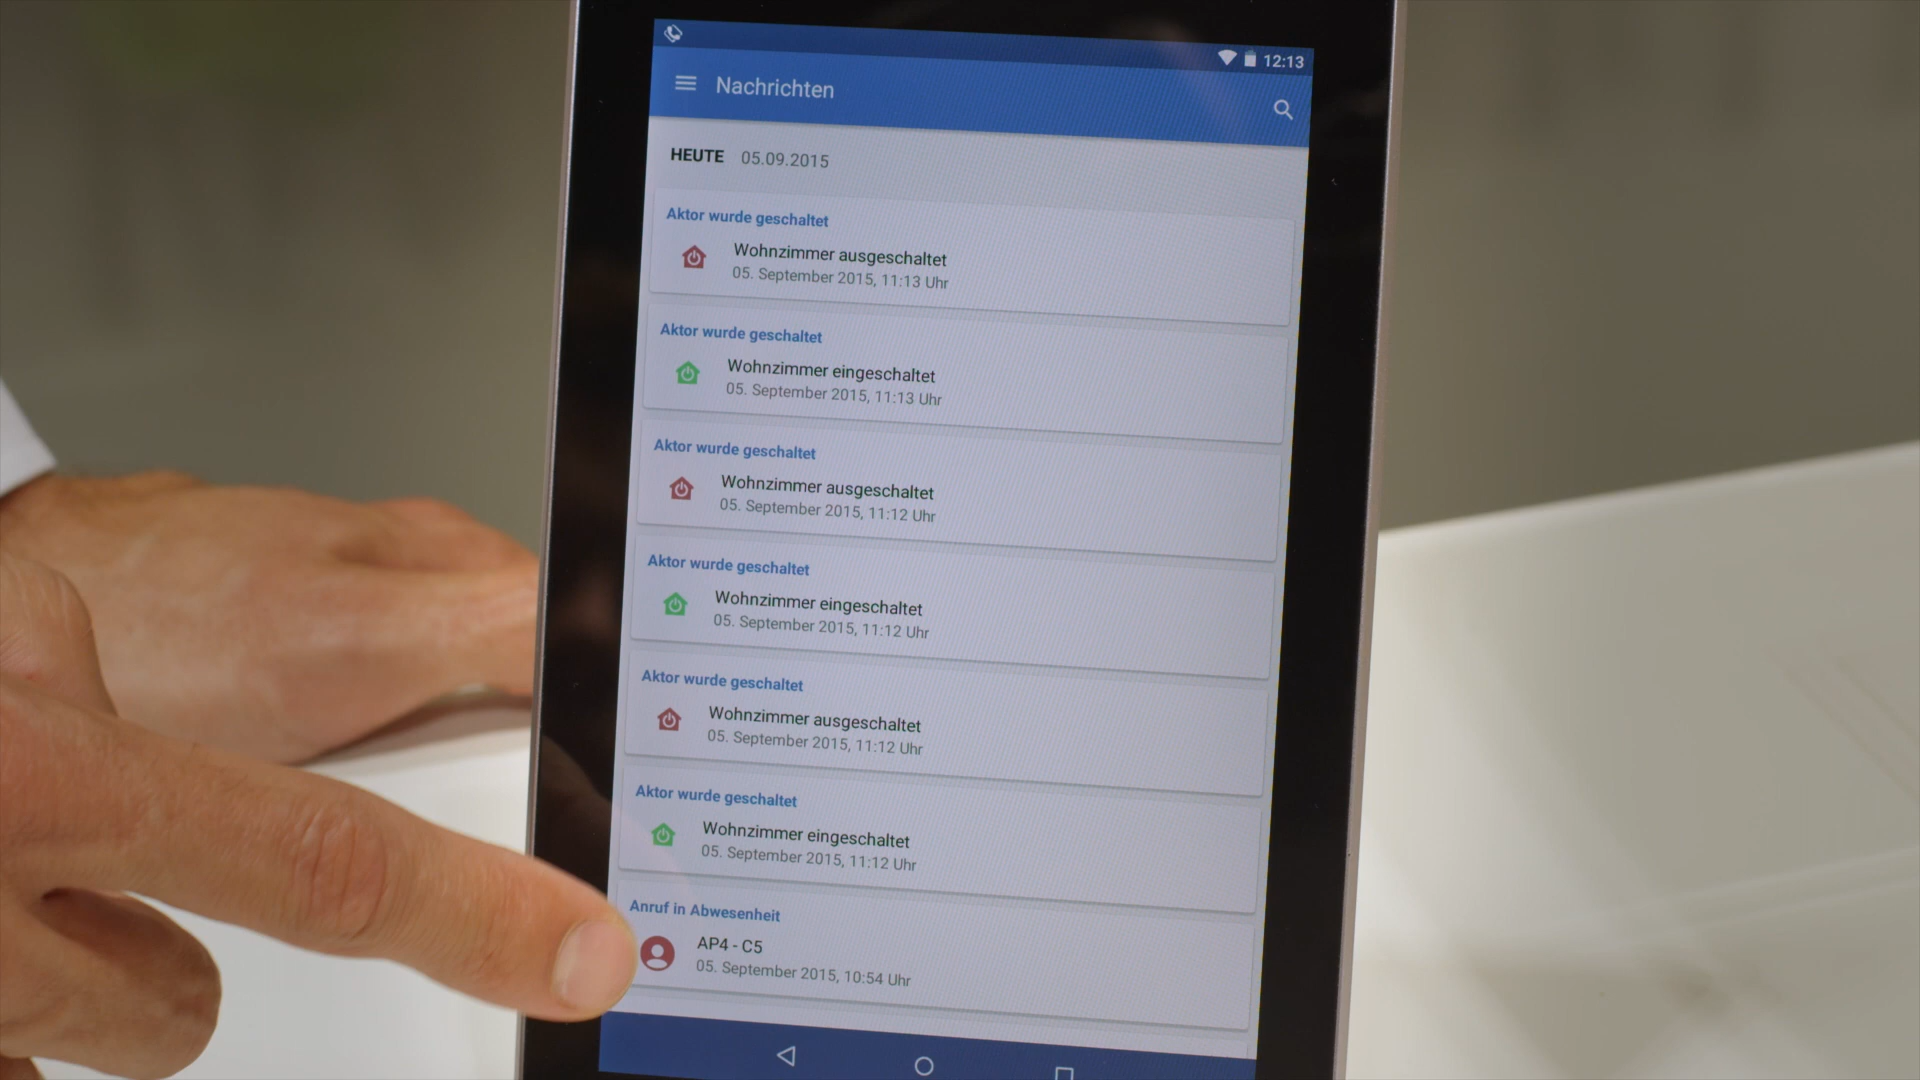 12:13
Nachrichten
HEUTE 05.09.2015
Aktor wurde geschaltet
Wohnzimmer ausgeschaltet
05. September 2015, 11:13 Uhr
Aktor wurde geschaltet
Wohnzimmer eingeschaltet
05. September 2015, 11:13 Uhr
Aktor wurde geschaltet
Wohnzimmer ausgeschaltet
05. September 2015, 11:12 Uhr
Aktor wurde geschaltet
Wohnzimmer eingeschaltet
05. September 2015, 11:12 Uhr
Aktor wurde geschaltet
Wohnzimmer ausgeschaltet
05. September 2015, 11:12 Uhr
Aktor wurde geschaltet
Wohnzimmer eingeschaltet
05. September 2015, 11:12 Uhr
Anruf in Abwesenheit
AP4 - C5
05. September 2015, 10:54 Uhr